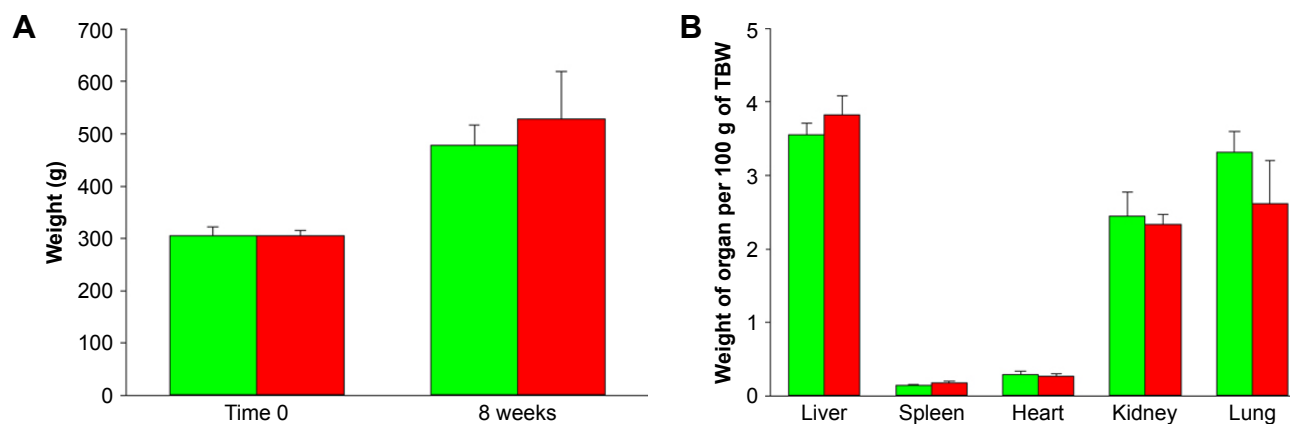 A
Weight (g)
700
600
500
400
300
200
100
0
Time 0 8 weeks
B
Weight of organ per 100 g of TBW
5
4
3
2
1
0
Liver Spleen Heart Kidney Lung